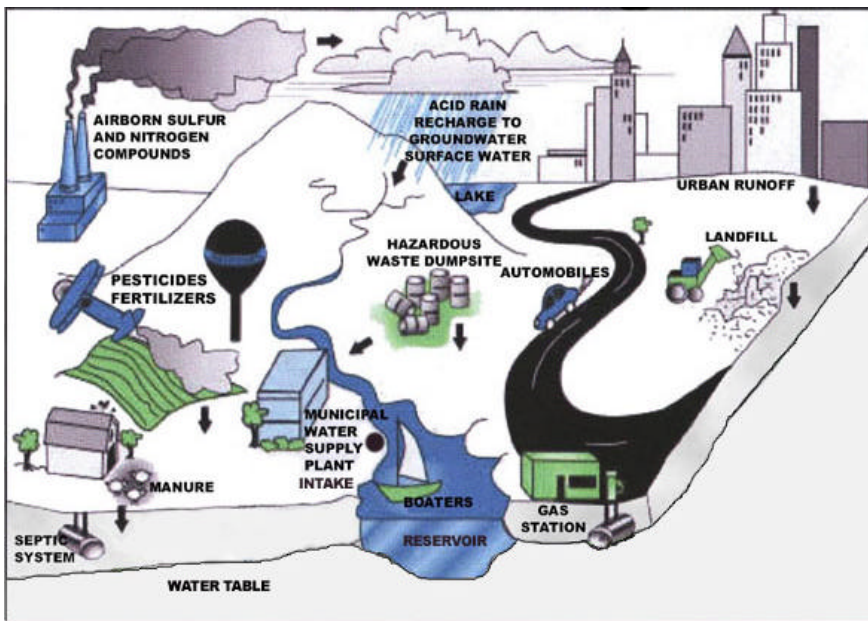 AIRBORN SULFUR
AND NITROGEN
COMPOUNDS
ACID RAIN
RECHARGE TO
GROUNDWATER
SURFACE WATER
LAKE
URBAN RUNOFF
HAZARDOUS
WASTE DUMPSITE
AUTOMOBILES
LANDFILL
PESTICIDES
FERTILIZERS
MUNICIPAL
WATER
SUPPLY
PLANT
INTAKE
MANURE
BOATERS
GAS
STATION
SEPTIC
SYSTEM
RESERVOIR
WATER TABLE